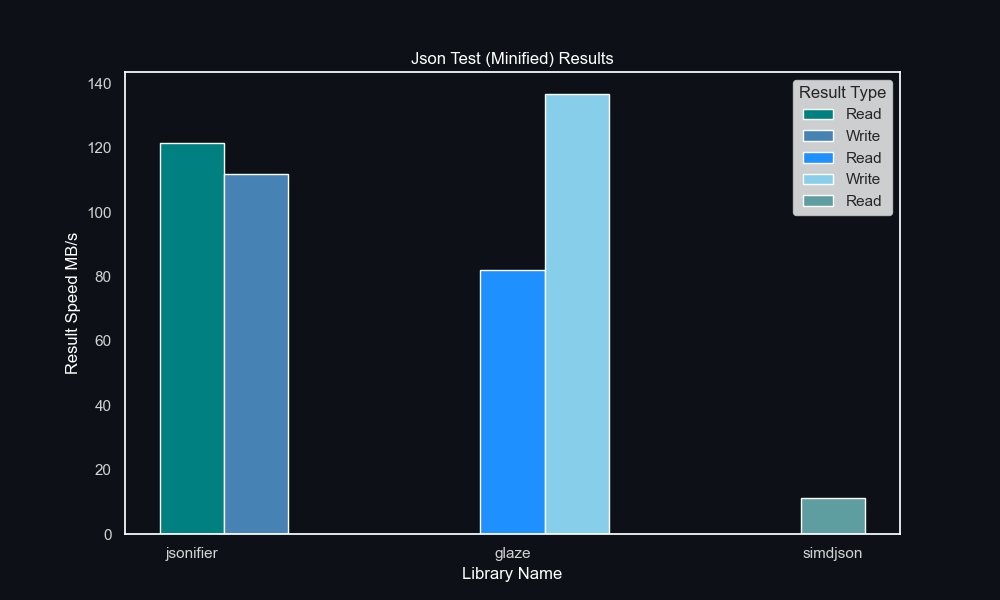 Json Test (Minified) Results
Result Speed MB/s
140
120
100
80
60
40
20
0
Result Type
Read
Write
Read
Write
Read
jsonifier
glaze
simdjson
Library Name